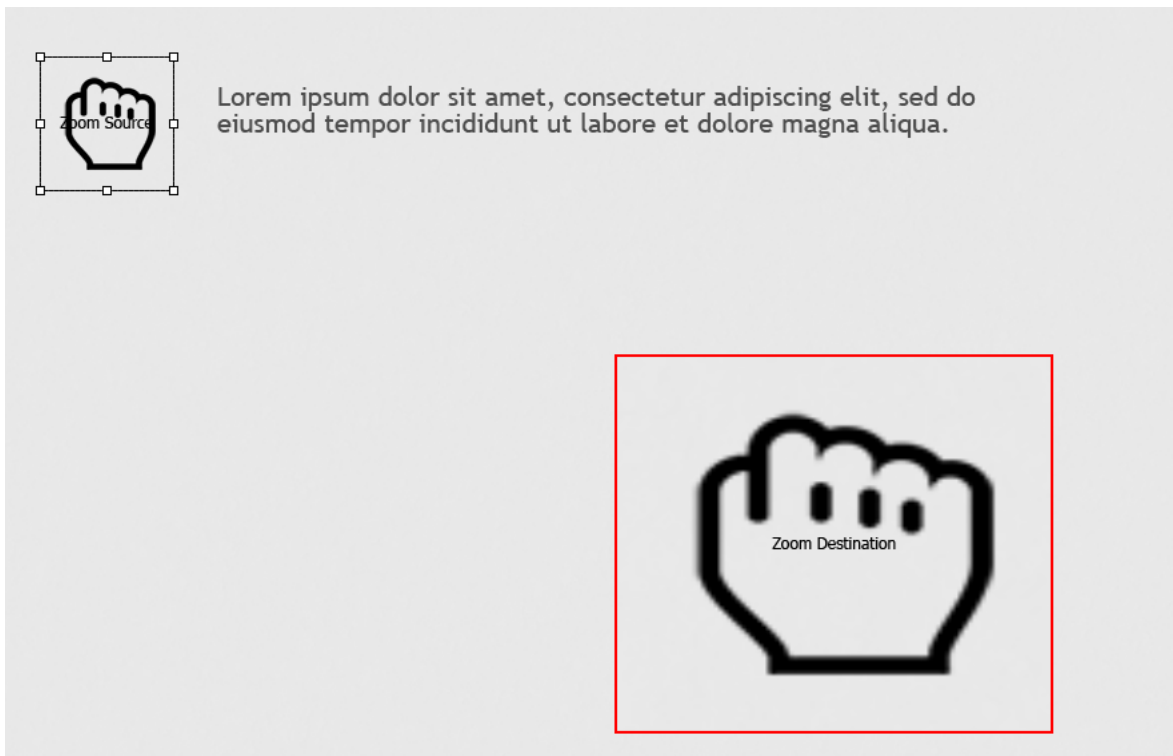 Zoom Source
Lorem ipsum dolor sit amet, consectetur adipiscing elit, sed do
eiusmod tempor incididunt ut labore et dolore magna aliqua.
Zoom Destination